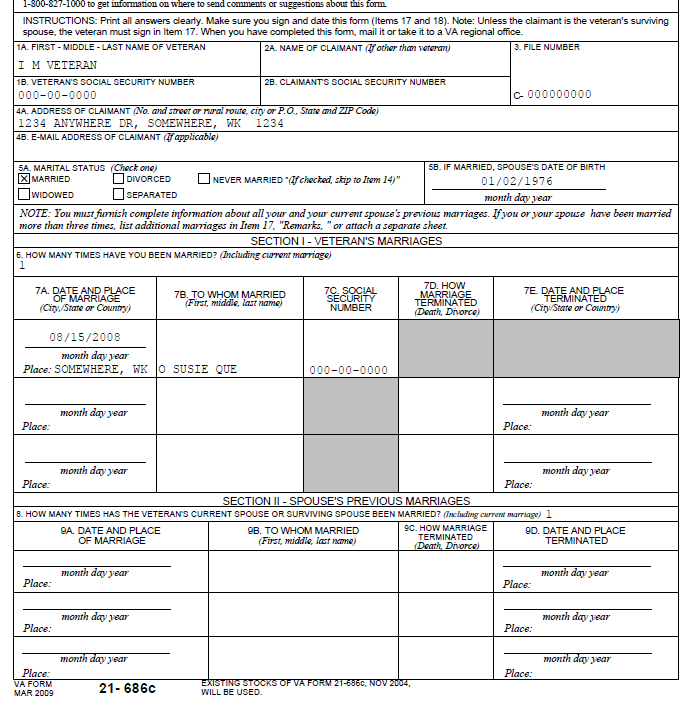 1-800-827-1000 to get information on where to send comments or suggestions about this form.
INSTRUCTIONS: Print all answers clearly. Make sure you sign and date this form (Items 17 and 18). Note: Unless the claimant is the veteran's surviving
spouse, the veteran must sign in Item 17. When you have completed this form, mail it or take it to a VA regional office.
1A. FIRST - MIDDLE - LAST NAME OF VETERAN
I M VETERAN
2A. NAME OF CLAIMANT (If other than veteran)
3. FILE NUMBER
C- 000000000
1B. VETERAN'S SOCIAL SECURITY NUMBER
000-00-0000
2B. CLAIMANT'S SOCIAL SECURITY NUMBER
4A. ADDRESS OF CLAIMANT (No. and street or rural route, city or P.O., State and ZIP Code)
1234 ANYWHERE DR, SOMEWHERE, WK 1234
4B. E-MAIL ADDRESS OF CLAIMANT (If applicable)
5A. MARITAL STATUS (Check one)
X MARRIED DIVORCED NEVER MARRIED "(If checked, skip to Item 14)"
WIDOWED SEPARATED
5B. IF MARRIED, SPOUSE'S DATE OF BIRTH
01/02/1976
month day year
NOTE: You must furnish complete information about all your and your current spouse's previous marriages. If you or your spouse have been married
more than three times, list additional marriages in Item 17, "Remarks, " or attach a separate sheet.
SECTION I - VETERAN'S MARRIAGES
6. HOW MANY TIMES HAVE YOU BEEN MARRIED? (Including current marriage)
1
7A. DATE AND PLACE
OF MARRIAGE
(City,/State or Country)
7B. TO WHOM MARRIED
(First, middle, last name)
7C. SOCIAL
SECURITY
NUMBER
7D. HOW
MARRIAGE
TERMINATED
(Death, Divorce)
7E. DATE AND PLACE
TERMINATED
(City/State or Country)
08/15/2008
month day year
Place: SOMEWHERE, WK O SUSIE QUE 000-00-0000
month day year month day year
Place: Place:
month day year month day year
Place: Place:
SECTION II - SPOUSE'S PREVIOUS MARRIAGES
8. HOW MANY TIMES HAS THE VETERAN'S CURRENT SPOUSE OR SURVIVING SPOUSE BEEN MARRIED? (Including current marriage) 1
9A. DATE AND PLACE
OF MARRIAGE
9B. TO WHOM MARRIED
(First, middle, last name)
9C. HOW MARRIAGE
TERMINATED
(Death, Divorce)
9D. DATE AND PLACE
TERMINATED
month day year month day year
Place: Place:
month day year month day year
Place: Place:
month day year month day year
Place: Place:
VA FORM
MAR 2009
21- 686c
EXISTING STOCKS OF VA FORM 21-686c, NOV 2004,
WILL BE USED.